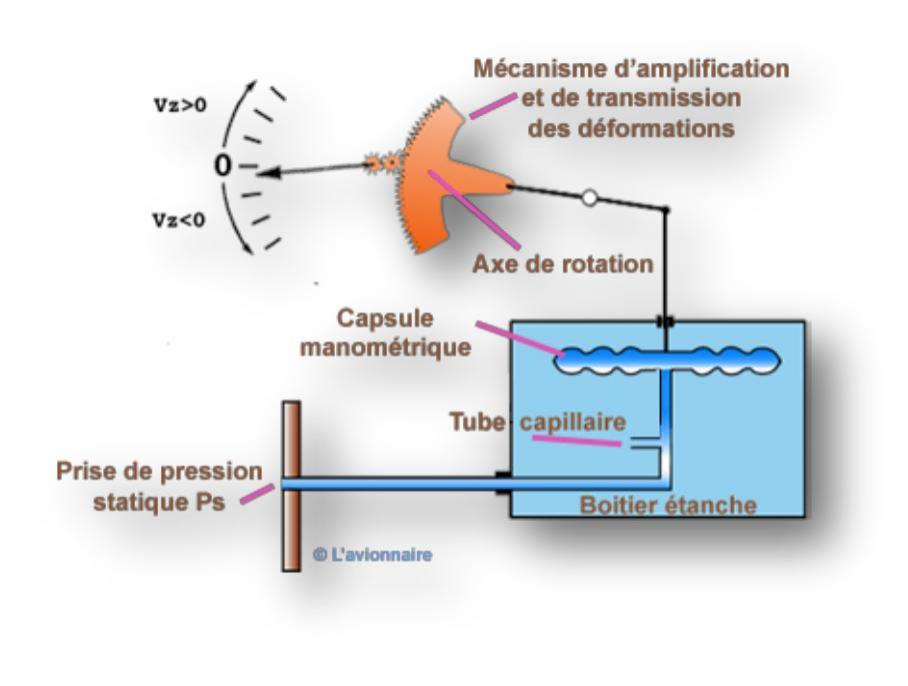 Mécanisme d'amplification
et de transmission
des déformations
Vz>0
0
Vz<0
Axe de rotation
Capsule
manométrique
Tube capillaire
Prise de pression
statique Ps
Boitier étanche
© L'avionnaire